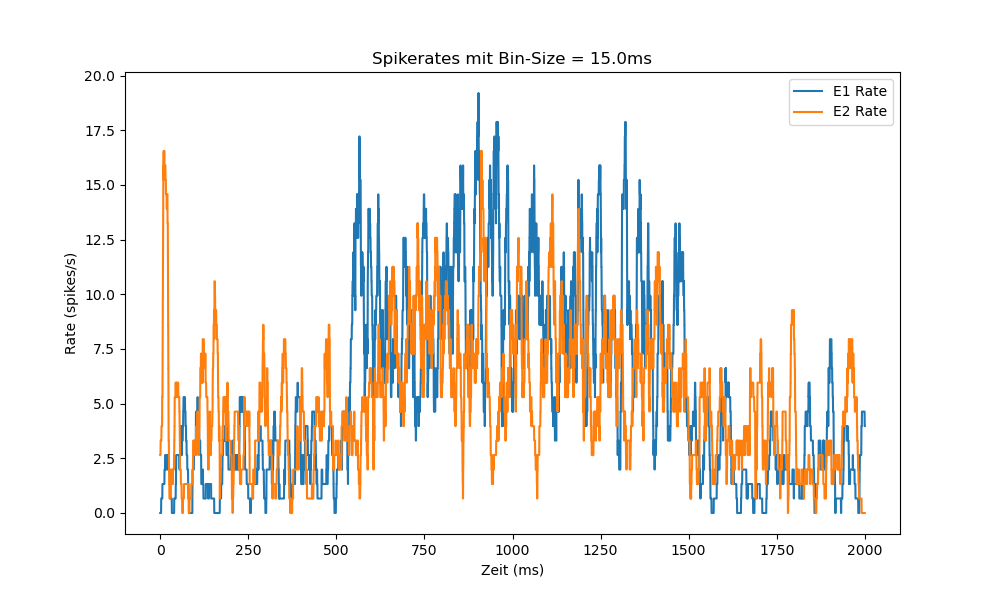 Spikerates mit Bin-Size = 15.0ms
E1 Rate
E2 Rate
20.0
17.5
15.0
12.5
10.0
7.5
5.0
2.5
0.0
Rate (spikes/s)
0 250 500 750 1000 1250 1500 1750 2000
Zeit (ms)